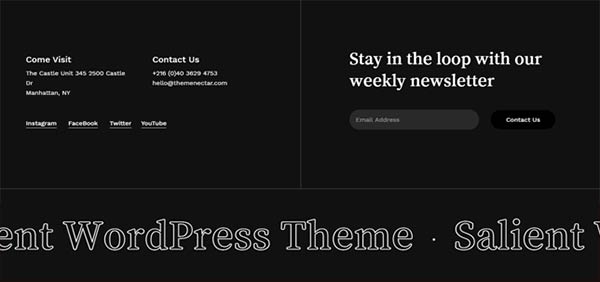 Come Visit
The Castle Unit 345 2500 Castle
Dr
Manhattan, NY
Contact Us
+216 (0)40 3629 4753
hello@themenectar.com
Instagram FaceBook Twitter YouTube
Stay in the loop with our
weekly newsletter
Email Address
Contact Us
ent WordPress Theme · Salient